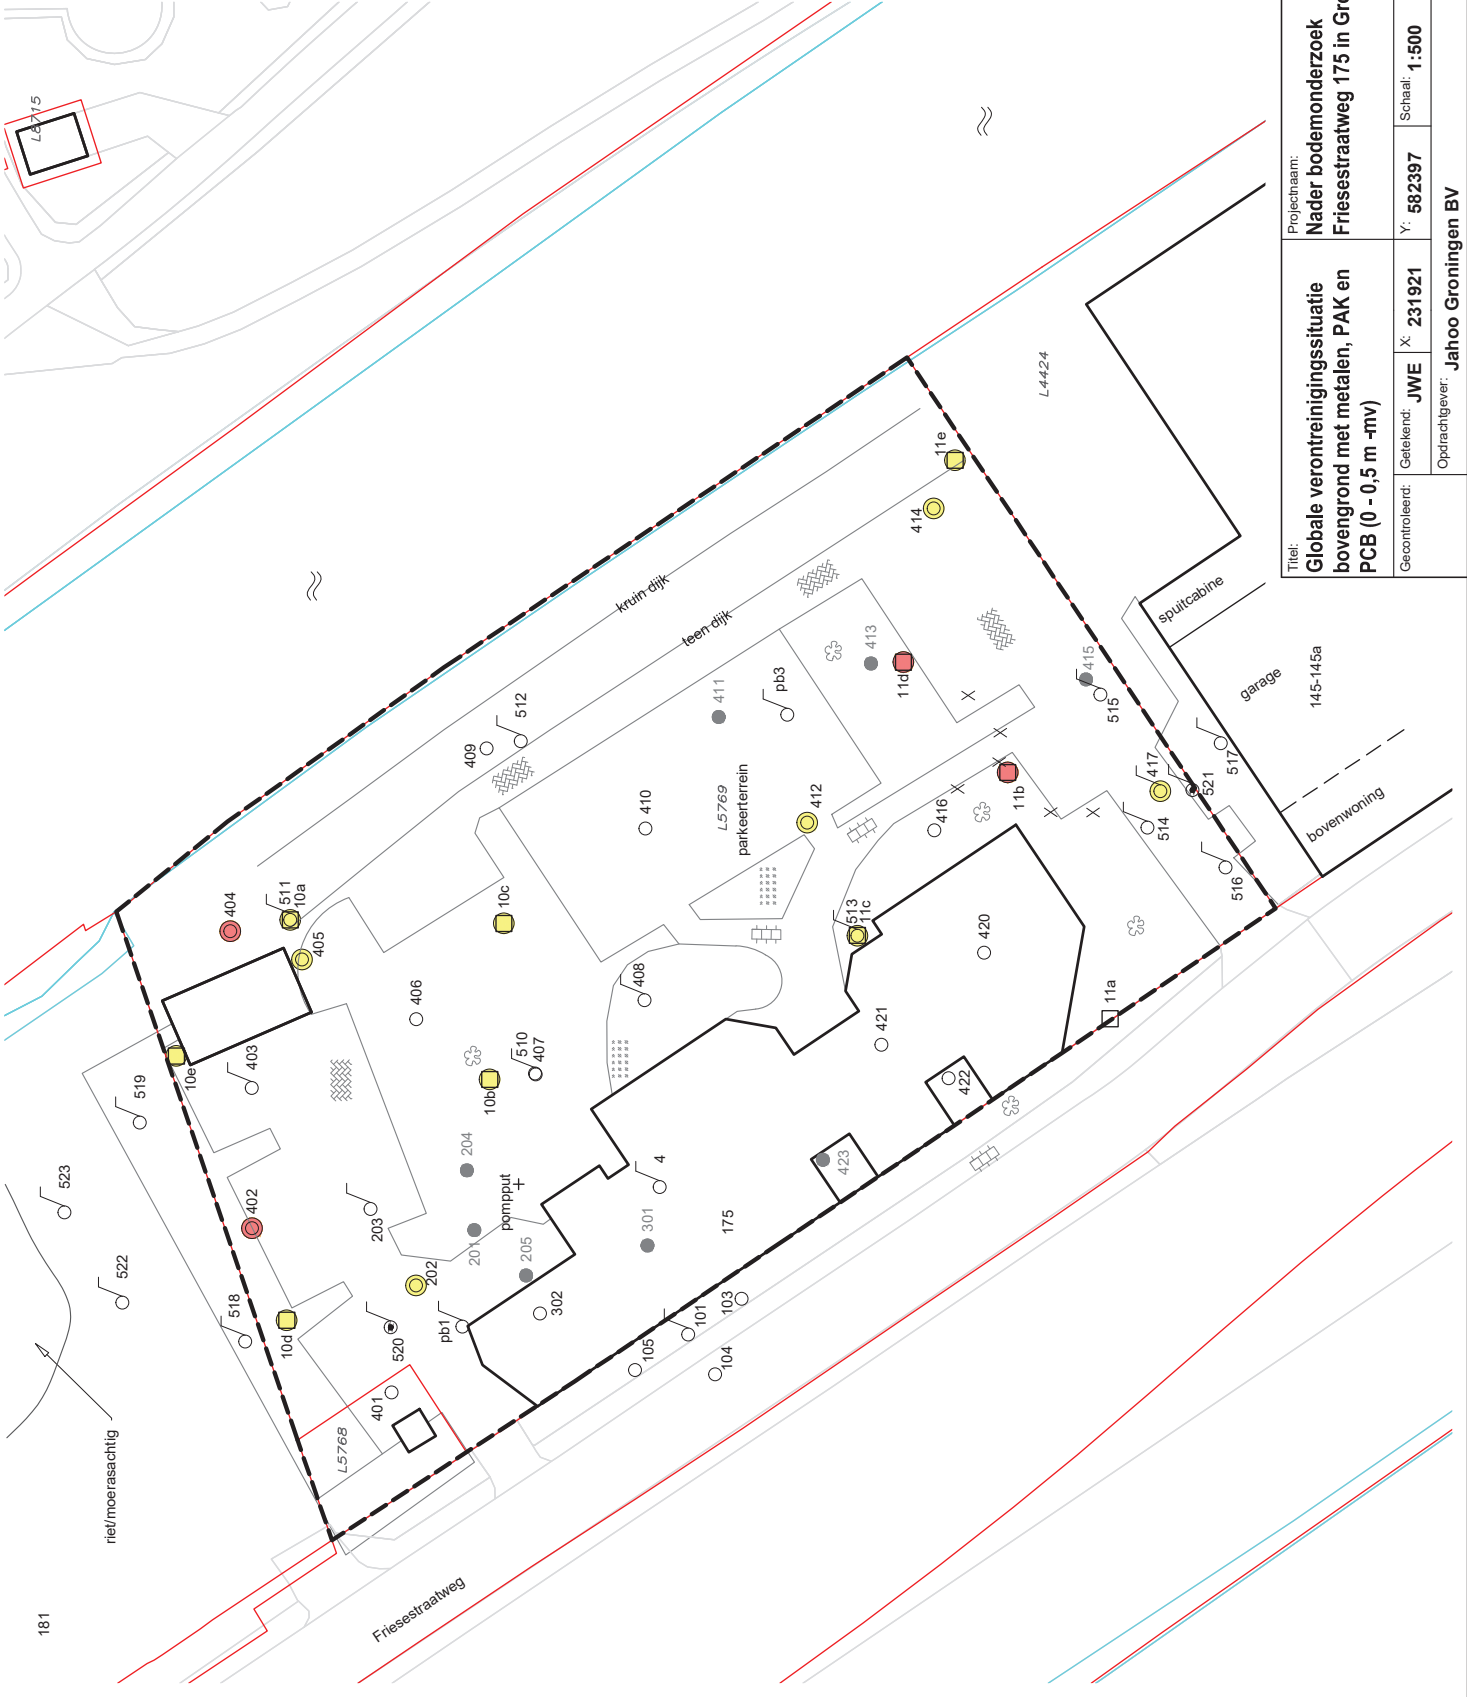 L8715
181
riet/moerasachtig
523
522
519
518
10e
403
404
511
10a
405
402
10d
203
406
10c
10b
510
407
408
204
201
pompput
205
202
520
pb1
401
L5768
302
4
301
175
105
101
103
104
409
512
410
411
L5769
parkeerterrein
pb3
412
413
11d
kruin dijk
teen dijk
11e
414
L4424
416
11b
513
11c
420
421
422
423
11a
417
514
515
415
516
517
521
spuitcabine
garage
145-145a
bovenwoning
Friesestraatweg
Titel:
Globale verontreinigingssituatie
bovengrond met metalen, PAK en
PCB (0 - 0,5 m -mv)
Projectnaam:
Nader bodemonderzoek
Friesestraatweg 175 in Gro
Gecontroleerd:
Getekend: JWE
X: 231921
Y: 582397
Schaal: 1:500
Opdrachtgever: Jahoo Groningen BV